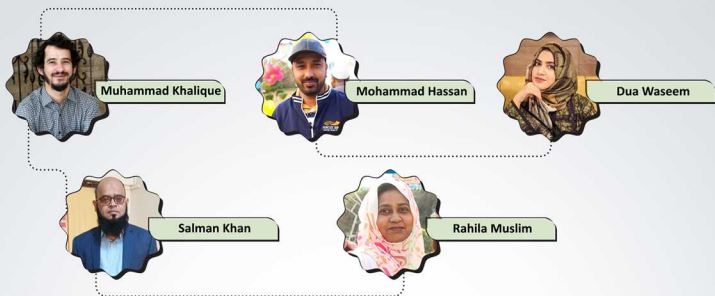 Muhammad Khalique
Mohammad Hassan
Dua Waseem
Salman Khan
Rahila Muslim